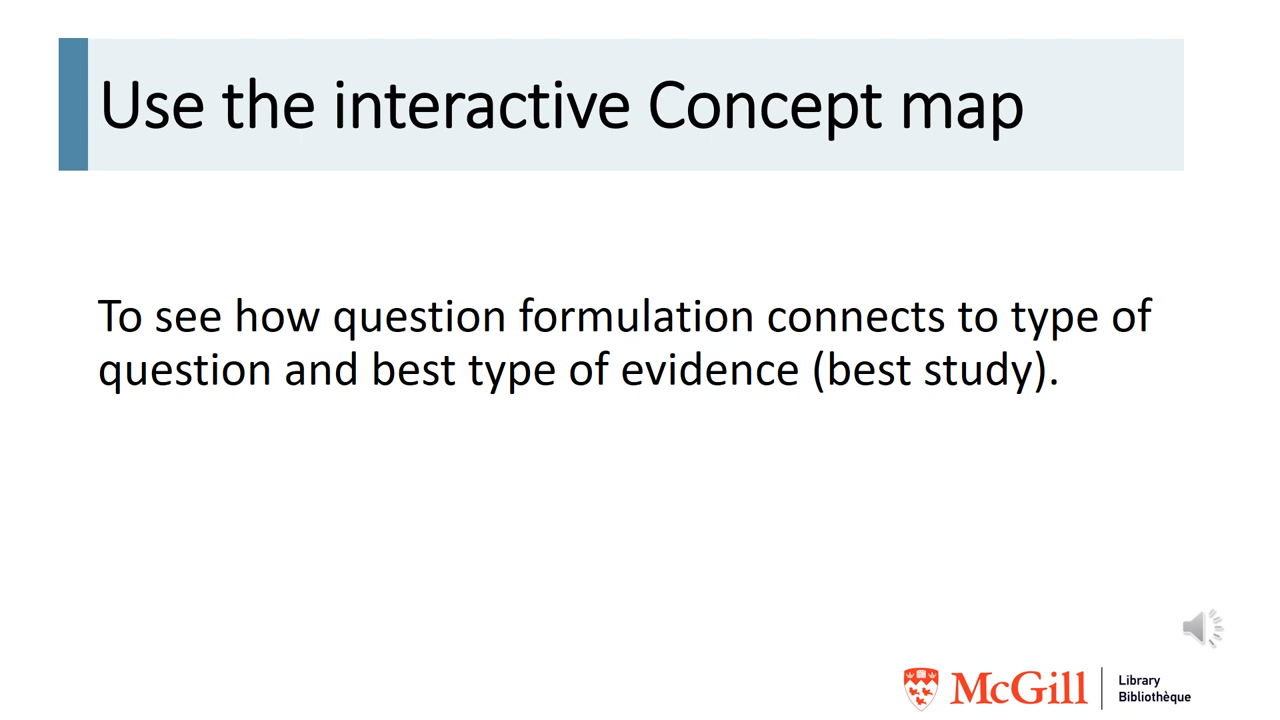 Use the interactive Concept map
To see how question formulation connects to type of
question and best type of evidence (best study).
McGill
Library
Bibliothèque